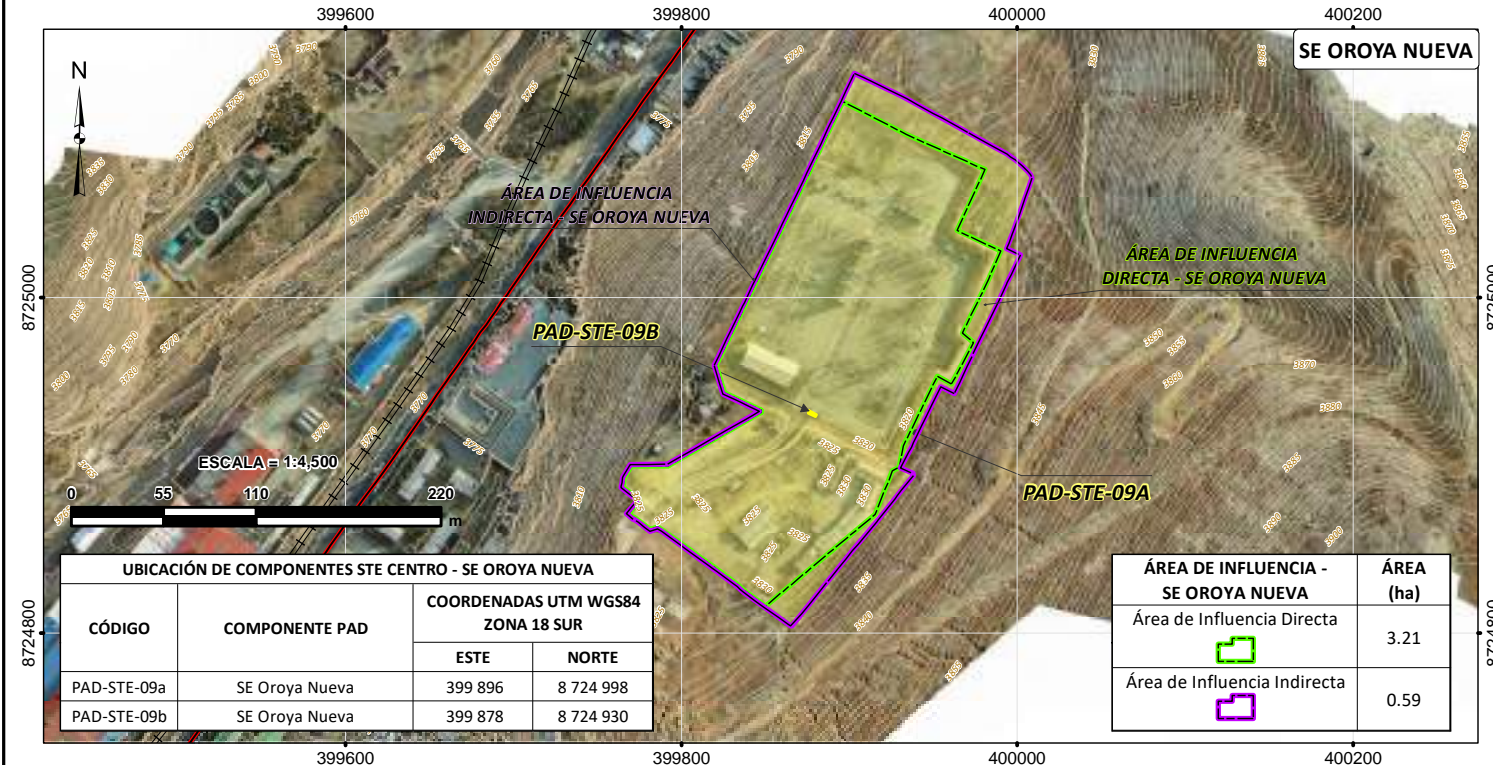 399600
399800
400000
400200
SE OROYA NUEVA
N
ÁREA DE INFLUENCIA
INDIRECTA - SE OROYA NUEVA
ÁREA DE INFLUENCIA
DIRECTA - SE OROYA NUEVA
8725000
8725000
PAD-STE-09B
PAD-STE-09A
ESCALA = 1:4,500
0 55 110 220
m
UBICACIÓN DE COMPONENTES STE CENTRO - SE OROYA NUEVA
CÓDIGO COMPONENTE PAD COORDENADAS UTM WGS84
ZONA 18 SUR
ESTE NORTE
PAD-STE-09a SE Oroya Nueva 399 896 8 724 998
PAD-STE-09b SE Oroya Nueva 399 878 8 724 930
ÁREA DE INFLUENCIA -
SE OROYA NUEVA
ÁREA
(ha)
Área de Influencia Directa
3.21
Área de Influencia Indirecta
0.59
8724800
8724800
399600
399800
400000
400200